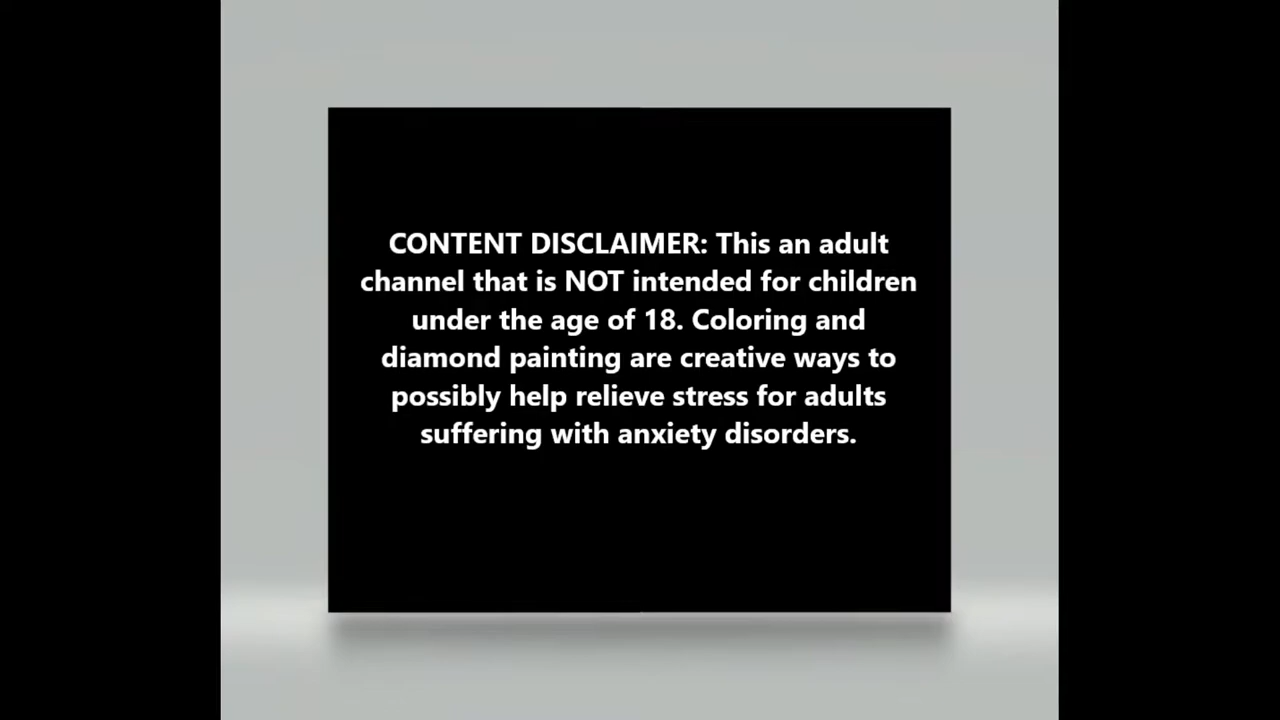 CONTENT DISCLAIMER: This an adult
channel that is NOT intended for children
under the age of 18. Coloring and
diamond painting are creative ways to
possibly help relieve stress for adults
suffering with anxiety disorders.